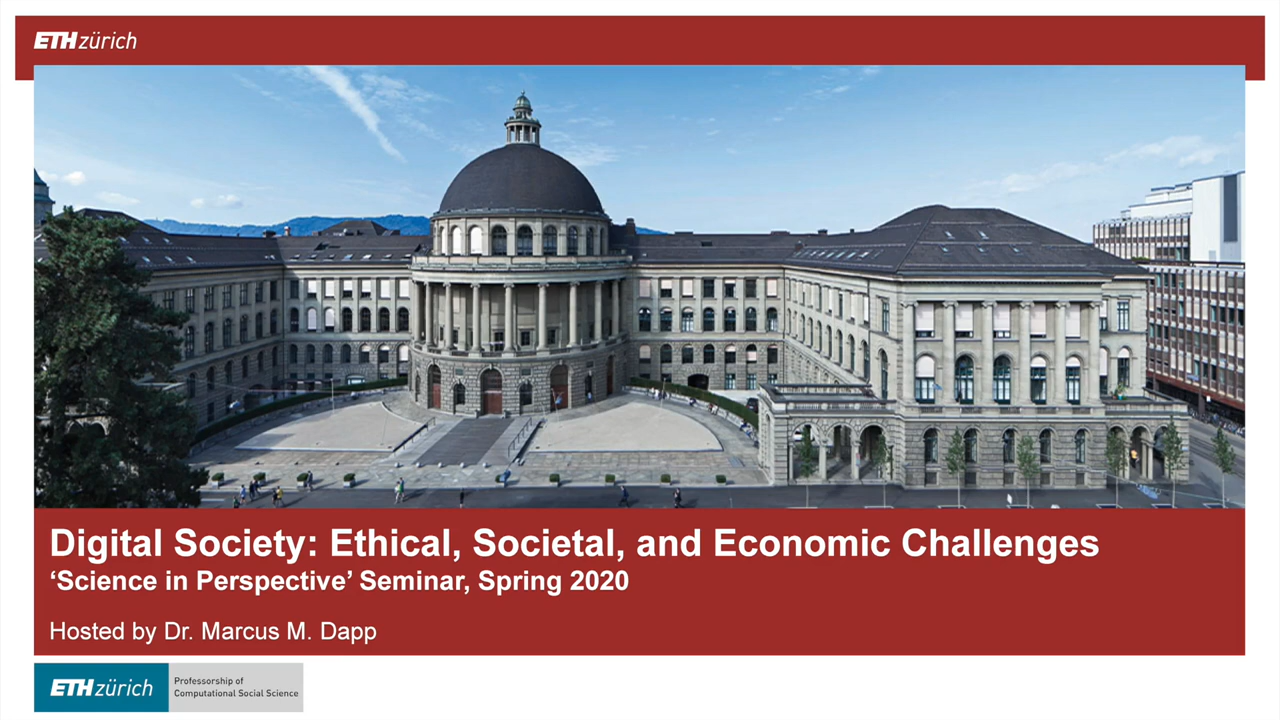 ETH zürich
Digital Society: Ethical, Societal, and Economic Challenges
‘Science in Perspective’ Seminar, Spring 2020
Hosted by Dr. Marcus M. Dapp
ETH zürich
Professorship of
Computational Social Science